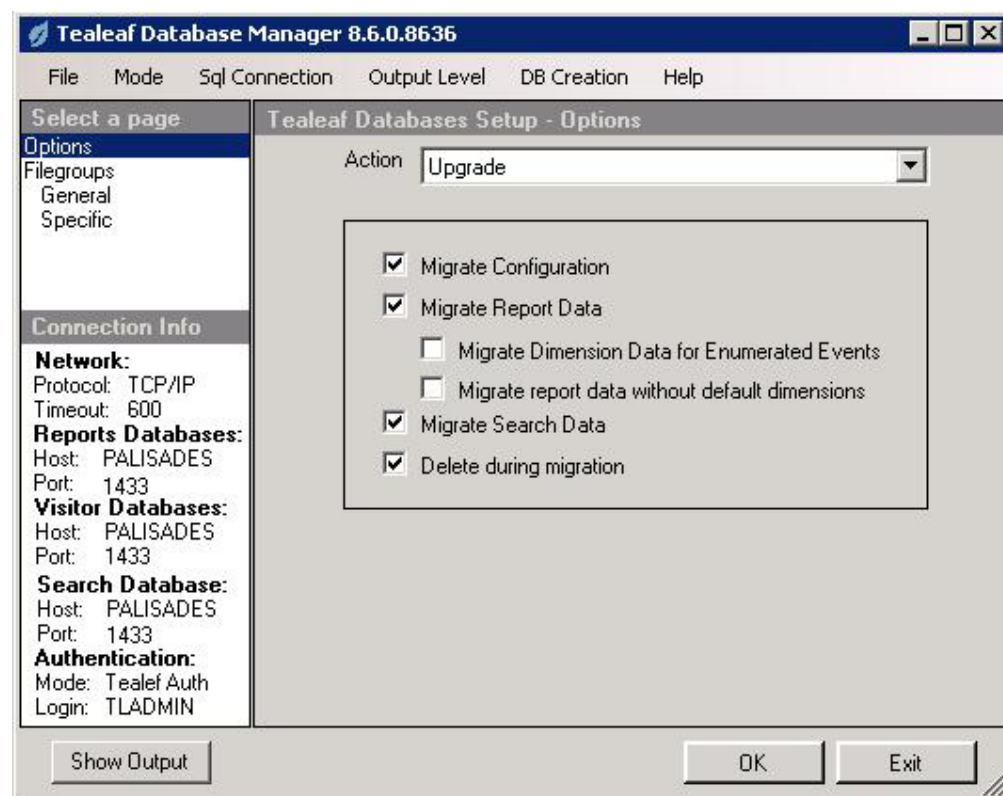 Tealeaf Database Manager 8.6.0.8636
File Mode Sql Connection Output Level DB Creation Help
Select a page
Options
Filegroups
General
Specific
Connection Info
Network:
Protocol: TCP/IP
Timeout: 600
Reports Databases:
Host: PALISADES
Port: 1433
Visitor Databases:
Host: PALISADES
Port: 1433
Search Database:
Host: PALISADES
Port: 1433
Authentication:
Mode: Tealef Auth
Login: TLADMIN
Tealeaf Databases Setup - Options
Action Upgrade
Migrate Configuration
Migrate Report Data
Migrate Dimension Data for Enumerated Events
Migrate report data without default dimensions
Migrate Search Data
Delete during migration
Show Output OK Exit